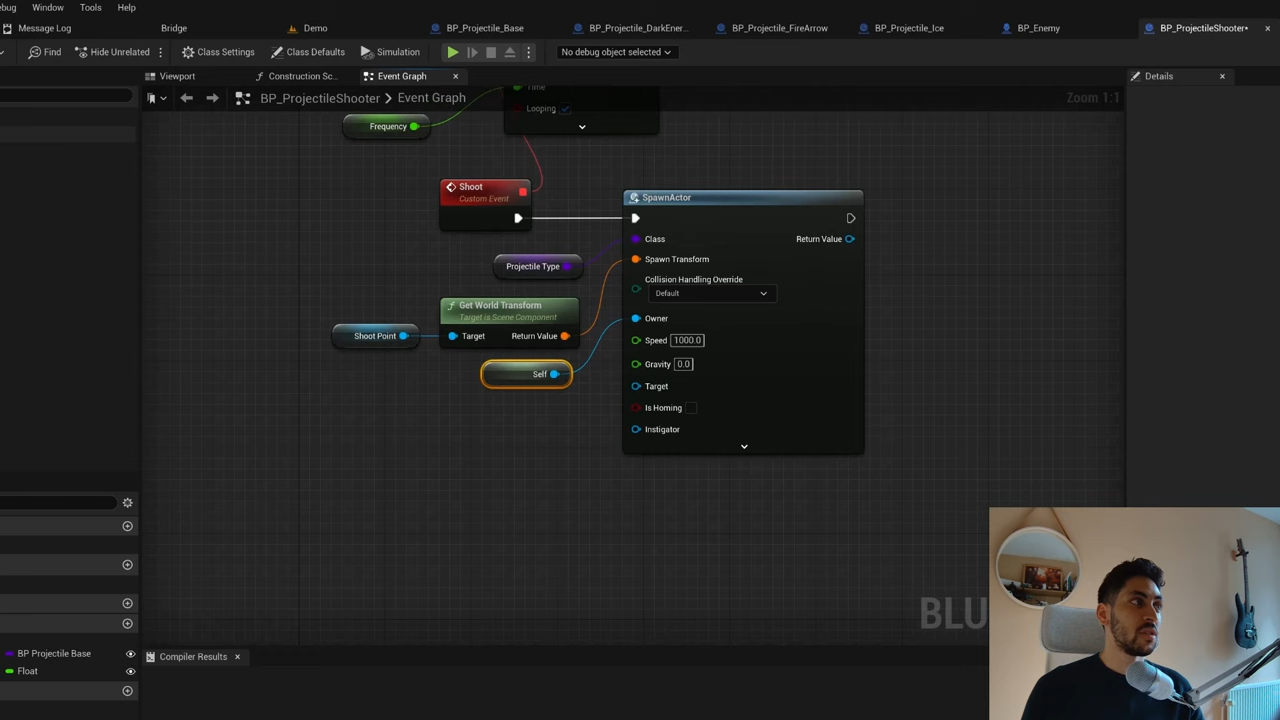 ebug Window Tools Help
Message Log Bridge Demo BP_Projectile_Base BP_Projectile_DarkEner... BP_Projectile_FireArrow BP_Projectile_Ice BP_Enemy BP_ProjectileShooter•
Find Hide Unrelated Class Settings Class Defaults Simulation No debug object selected
Viewport Construction Sc... Event Graph Details
BP_ProjectileShooter > Event Graph Zoom 1:1
Time
Looping
Frequency
Shoot
Custom Event
SpawnActor
Class Return Value
Projectile Type
Spawn Transform
Collision Handling Override
Default
Get World Transform
Target is Scene Component
Shoot Point
Target Return Value
Owner
Speed 1000.0
Gravity 0.0
Self
Target
Is Homing
Instigator
BLU
BP Projectile Base
Float
Compiler Results